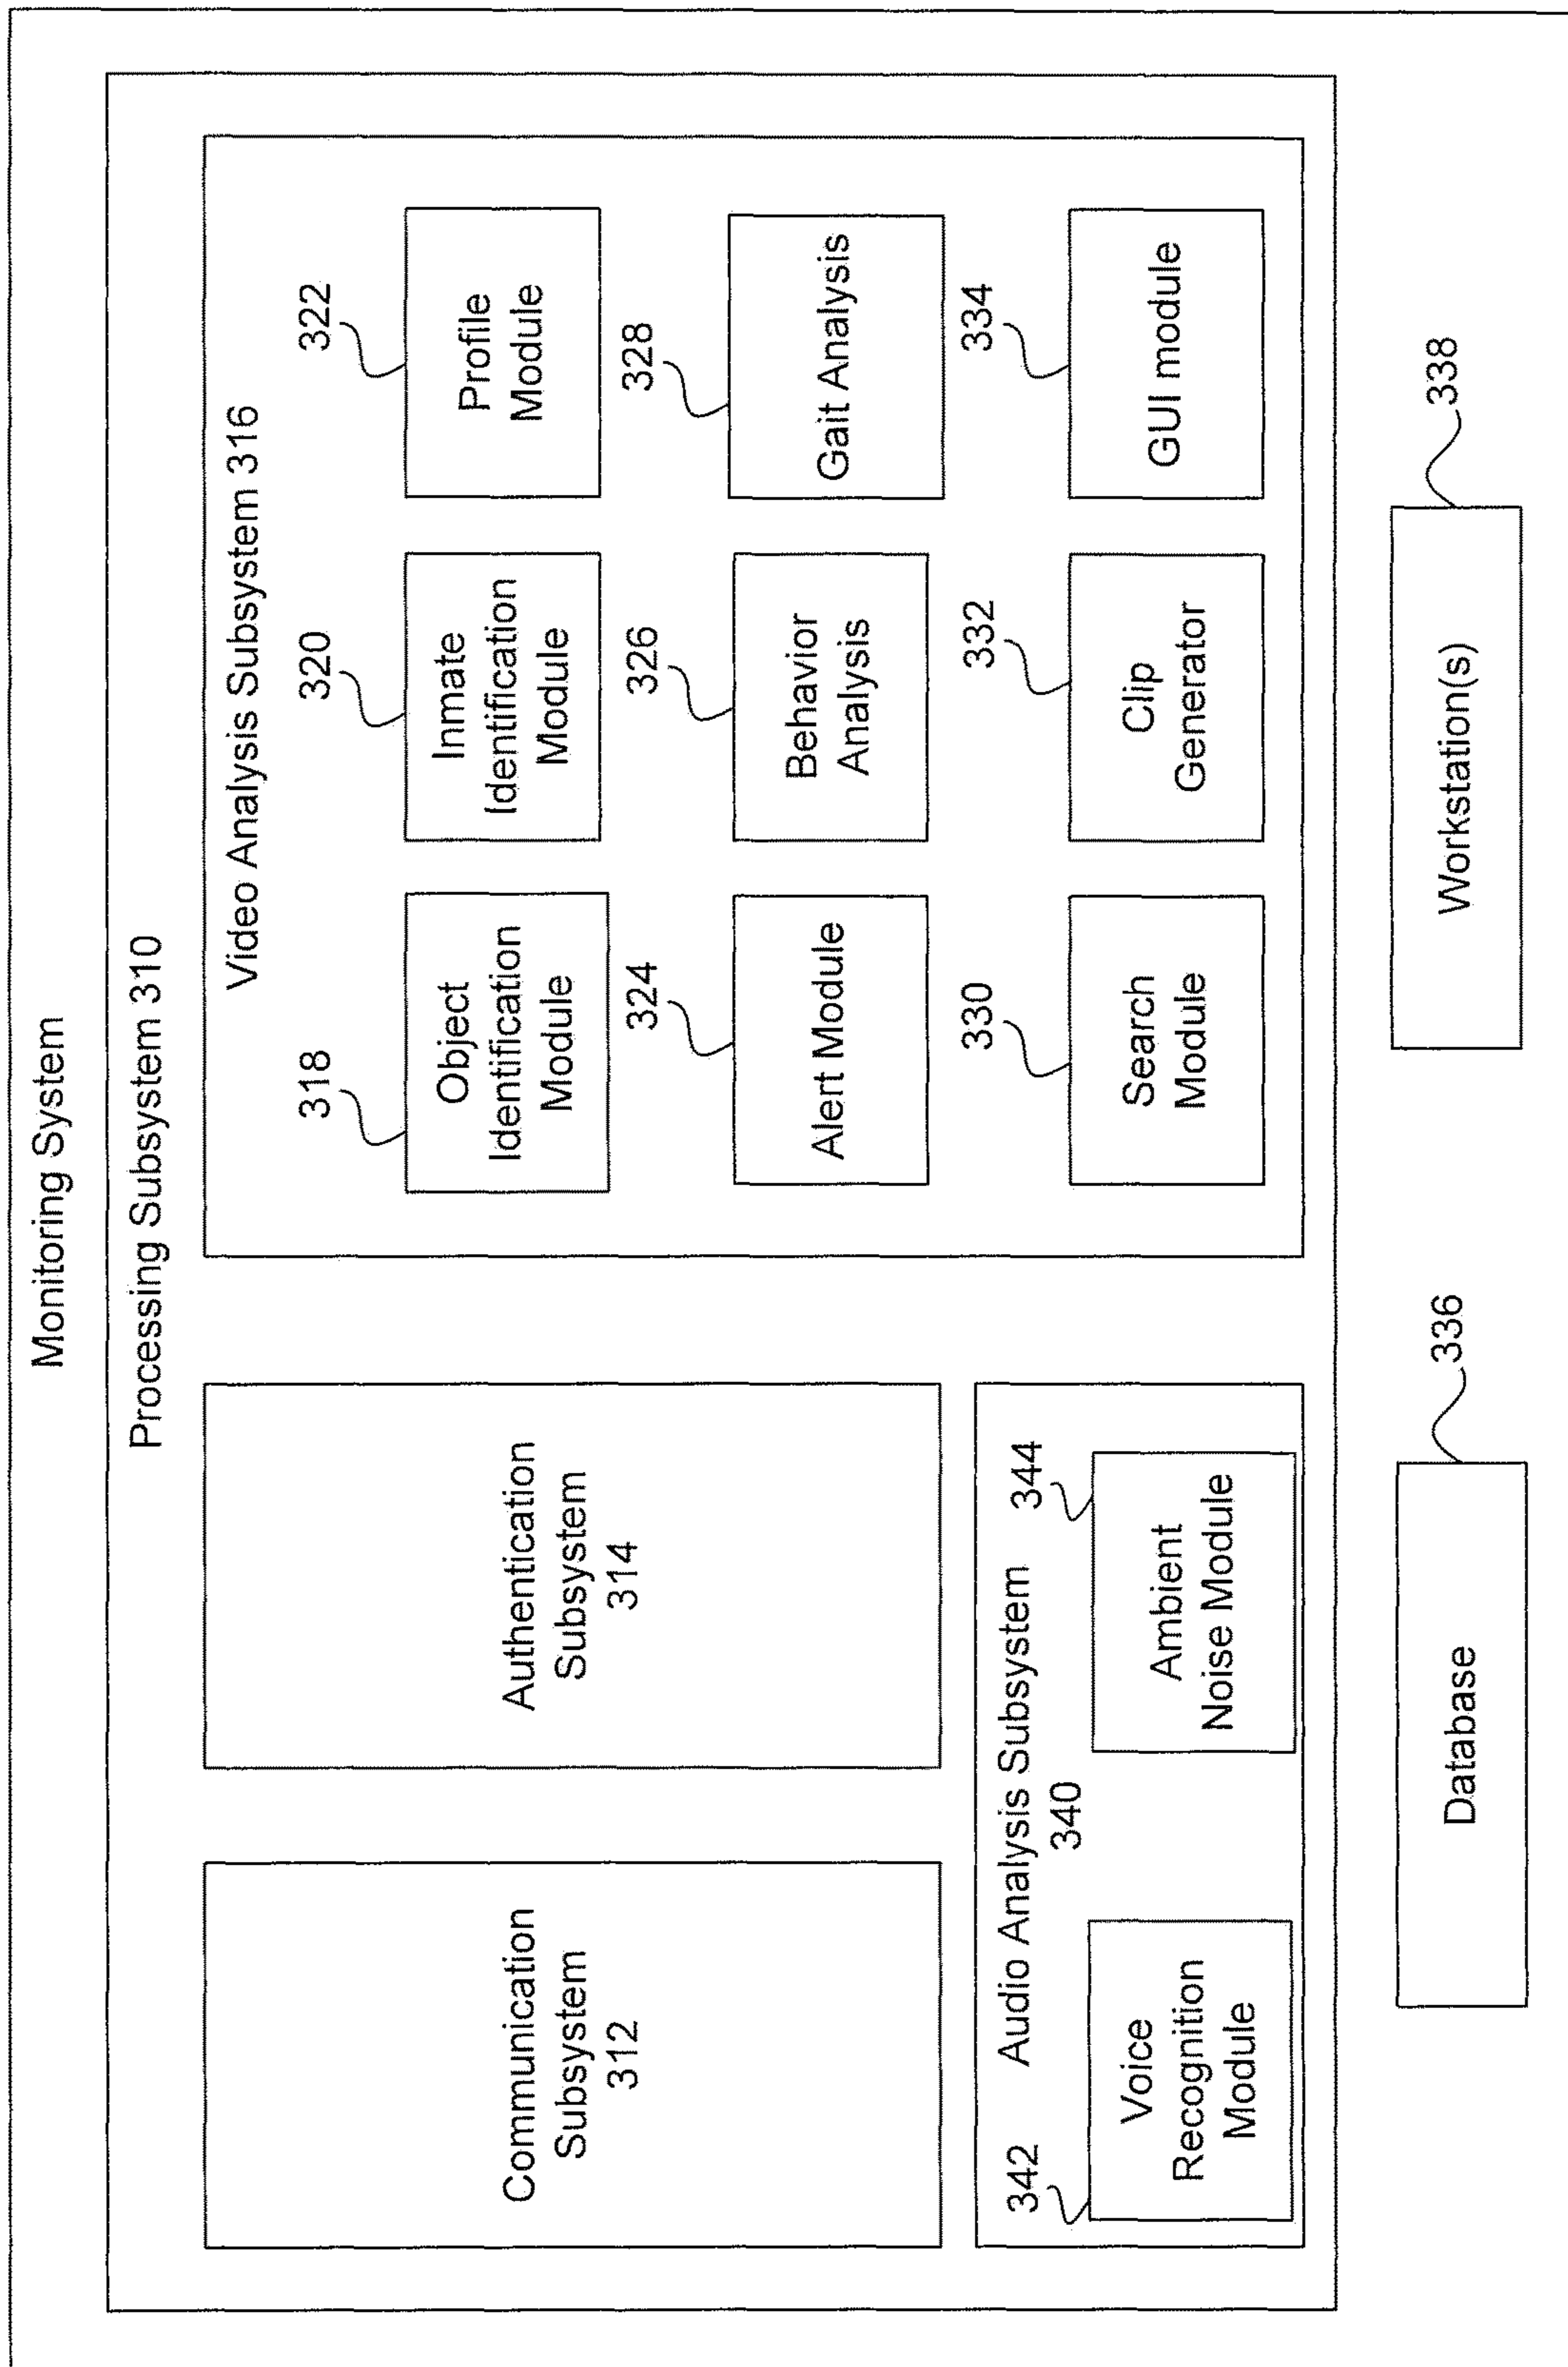 Monitoring System
Processing Subsystem 310
Communication
Subsystem
312
Authentication
Subsystem
314
Video Analysis Subsystem 316
318
Object
Identification
Module
320
Inmate
Identification
Module
322
Profile
Module
324
Alert Module
326
Behavior
Analysis
328
Gait Analysis
330
Search
Module
332
Clip
Generator
334
GUI module
Audio Analysis Subsystem
340
342
Voice
Recognition
Module
344
Ambient
Noise Module
336
Database
338
Workstation(s)